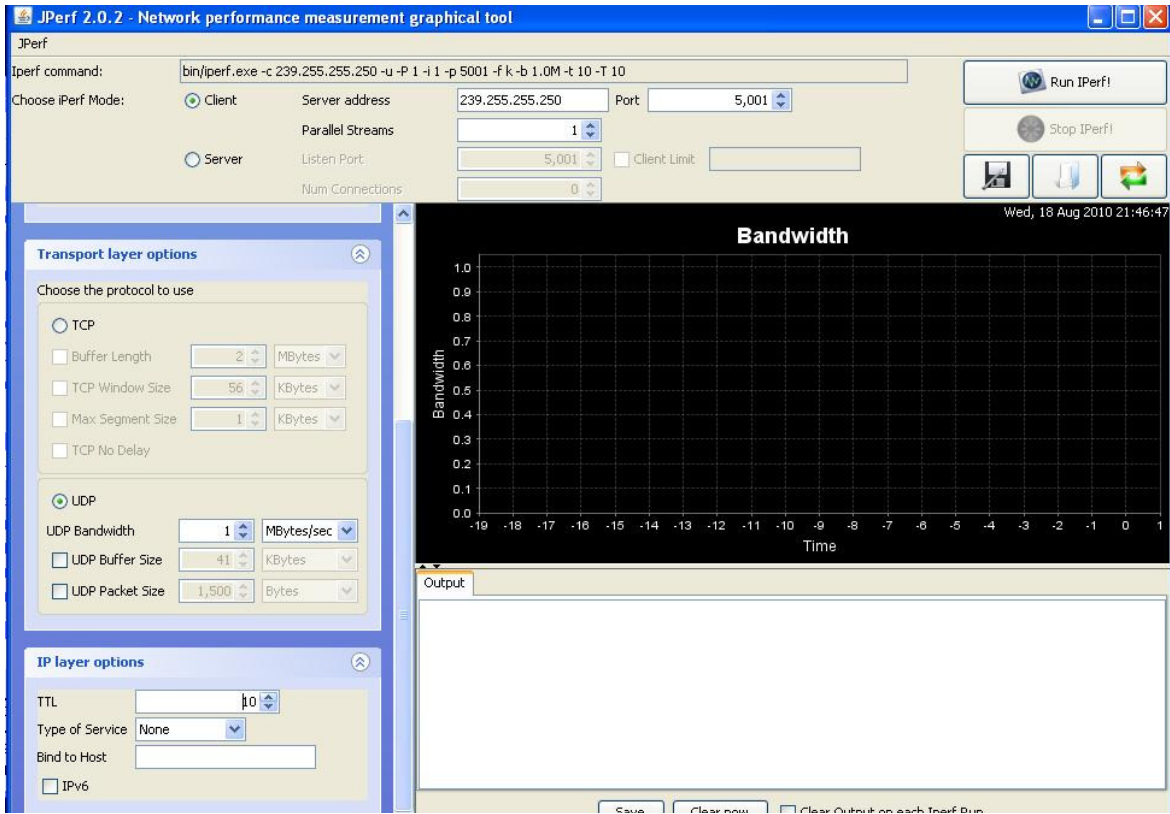 JPerf 2.0.2 - Network performance measurement graphical tool
JPerf
Iperf command: bin/iperf.exe -c 239.255.255.250 -u -P 1 -i 1 -p 5001 -f k -b 1.0M -t 10 -T 10
Run IPerf!
Choose iPerf Mode: Client Server address 239.255.255.250 Port 5,001
Parallel Streams 1
Stop IPerf!
Server Listen Port 5,001 Client Limit
Num Connections 0
Transport layer options
Choose the protocol to use
TCP
Buffer Length 2 MBytes
TCP Window Size 56 KBytes
Max Segment Size 1 KBytes
TCP No Delay
UDP
UDP Bandwidth 1 MBytes/sec
UDP Buffer Size 41 KBytes
UDP Packet Size 1,500 Bytes
IP layer options
TTL 10
Type of Service None
Bind to Host
IPv6
Wed, 18 Aug 2010 21:46:47
Bandwidth
Bandwidth
1.0
0.9
0.8
0.7
0.6
0.5
0.4
0.3
0.2
0.1
0.0
-19 -18 -17 -16 -15 -14 -13 -12 -11 -10 -9 -8 -7 -6 -5 -4 -3 -2 -1 0 1
Time
Output
Save Clear now Clear Output on each Iperf Run